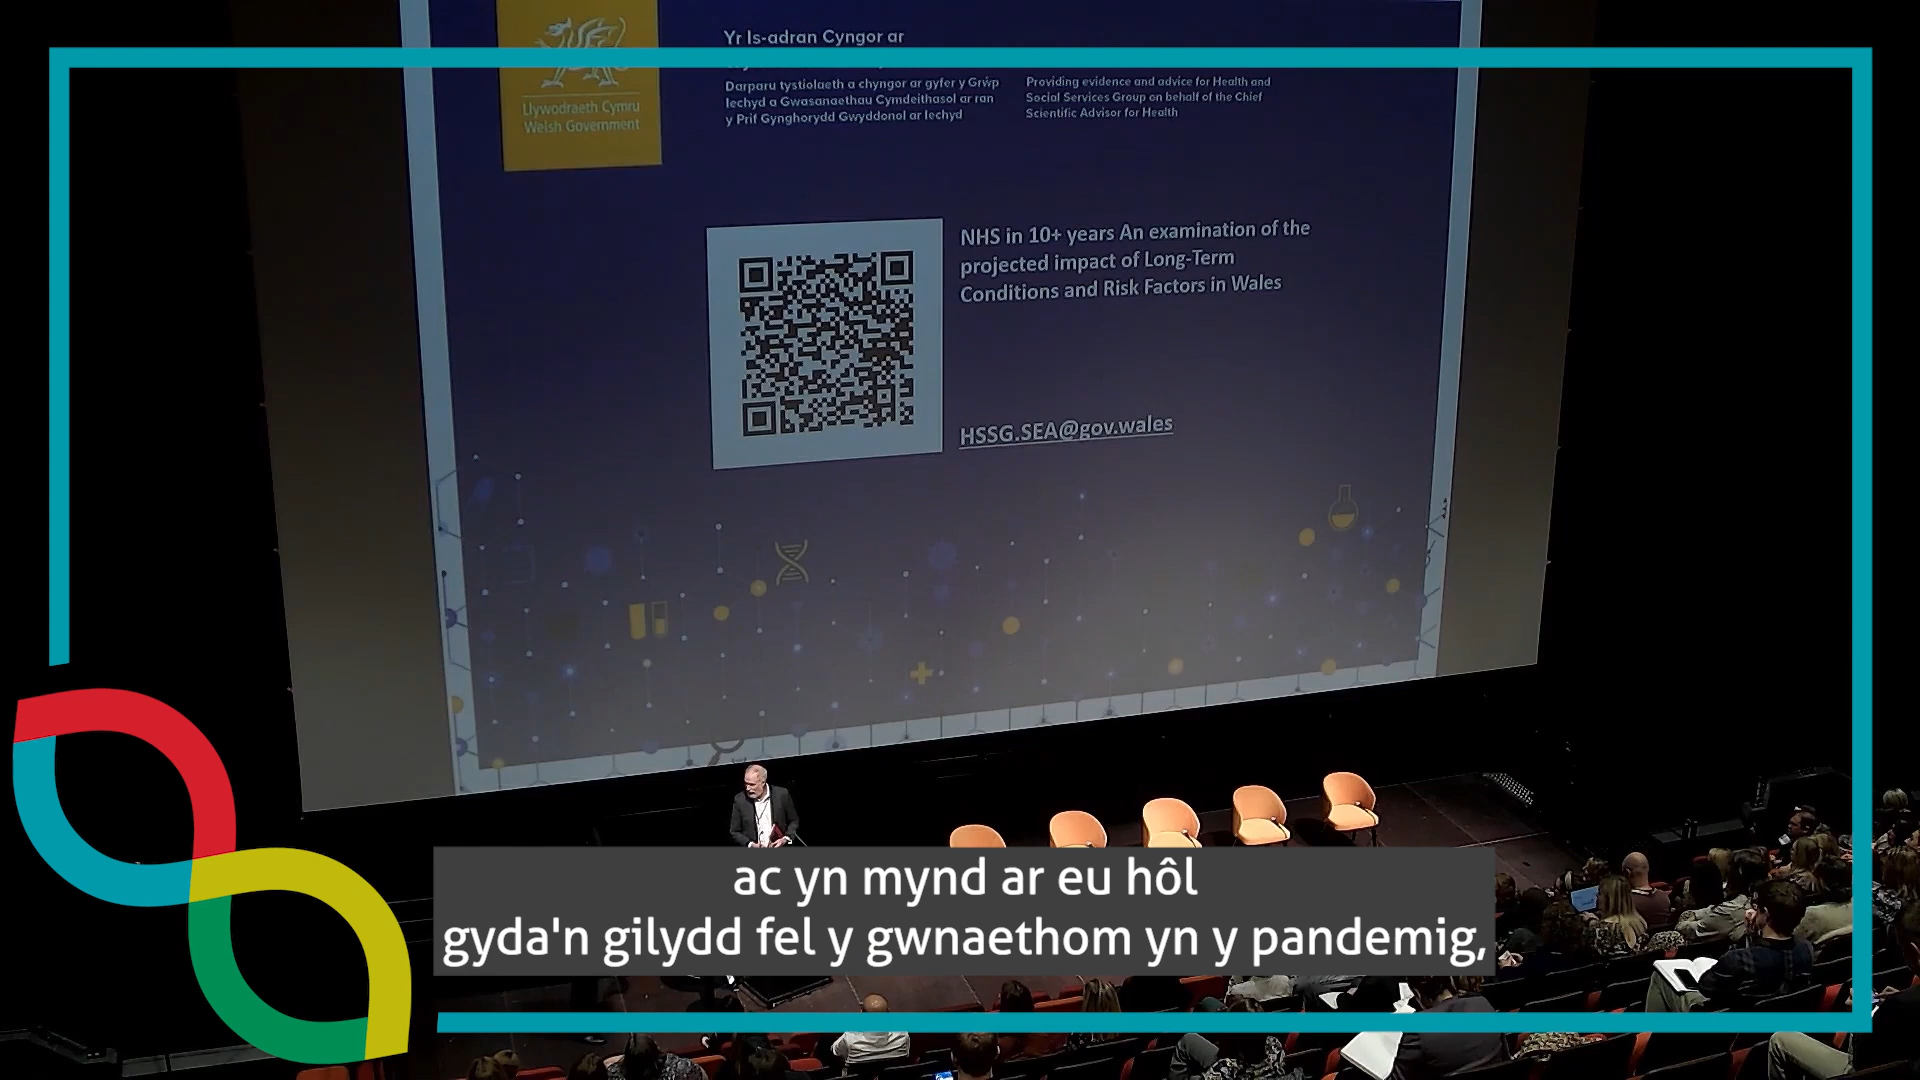 Yr Is-adran Cyngor ar
Darparu tystiolaeth a chyngor ar gyfer y Grŵp
Iechyd a Gwasanaethau Cymdeithasol ar ran
y Prif Gynghorydd Gwyddonol ar Iechyd
Providing evidence and advice for Health and
Social Services Group on behalf of the Chief
Scientific Advisor for Health
Llywodraeth Cymru
Welsh Government
NHS in 10+ years An examination of the
projected impact of Long-Term
Conditions and Risk Factors in Wales
HSSG.SEA@gov.wales
ac yn mynd ar eu hôl
gyda'n gilydd fel y gwnaethom yn y pandemig,